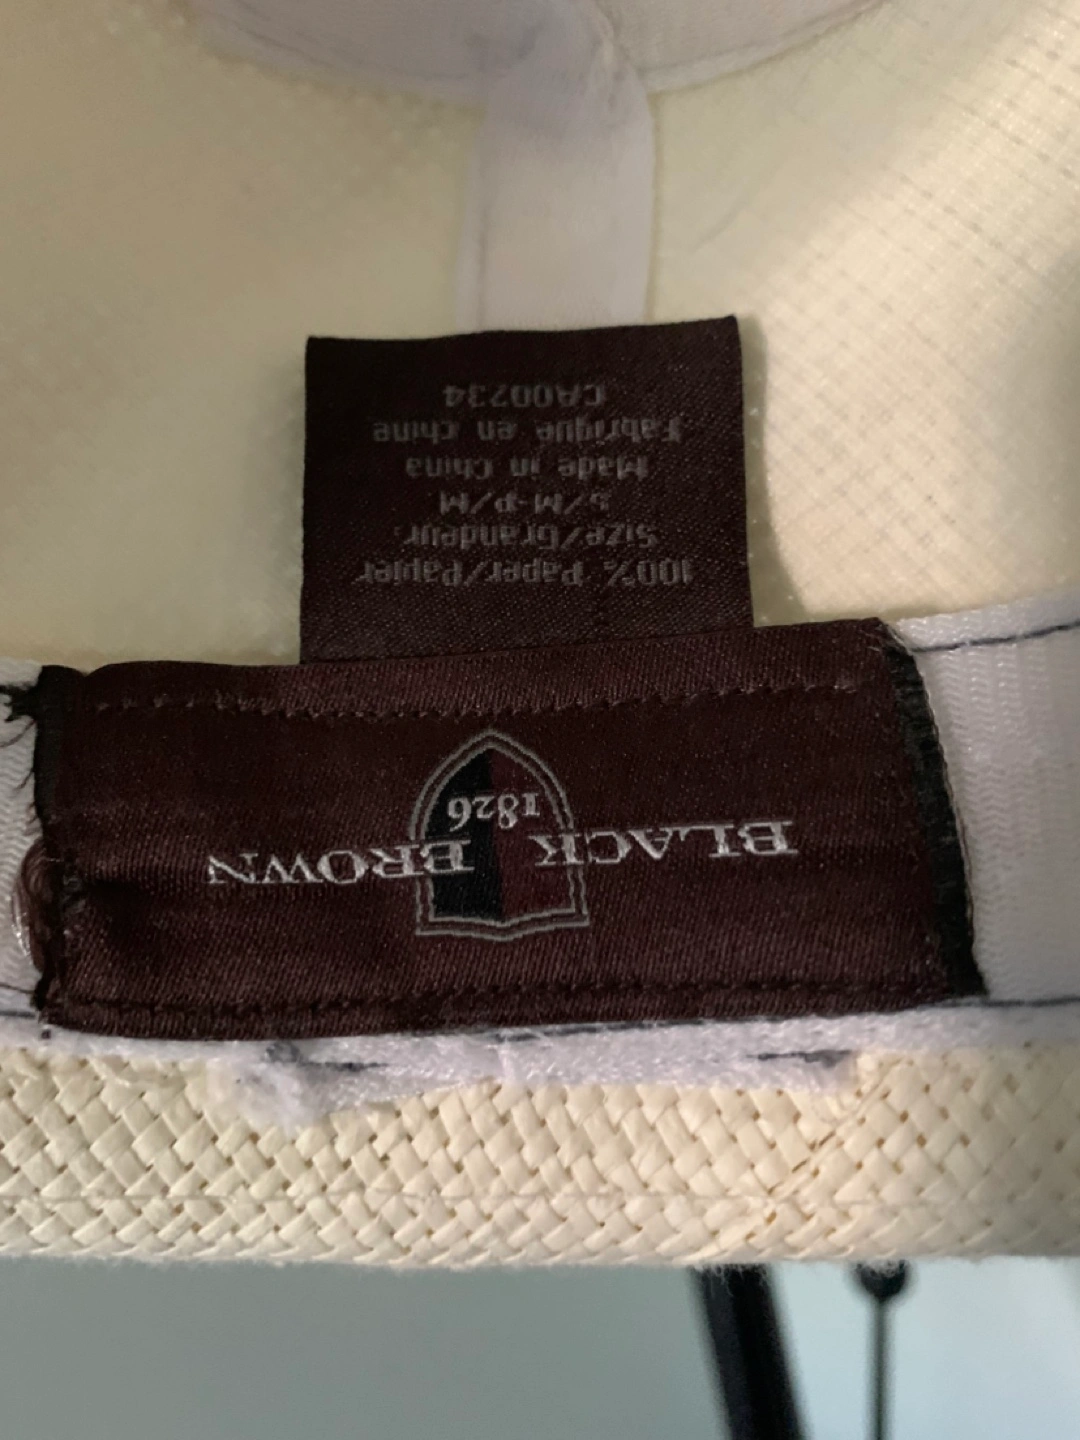 BLACK BROWN
1826
100% Paper/Papier
Size/Grandeur.
S/M-P/M
Made in China
Fabriqué en chine
CA00234